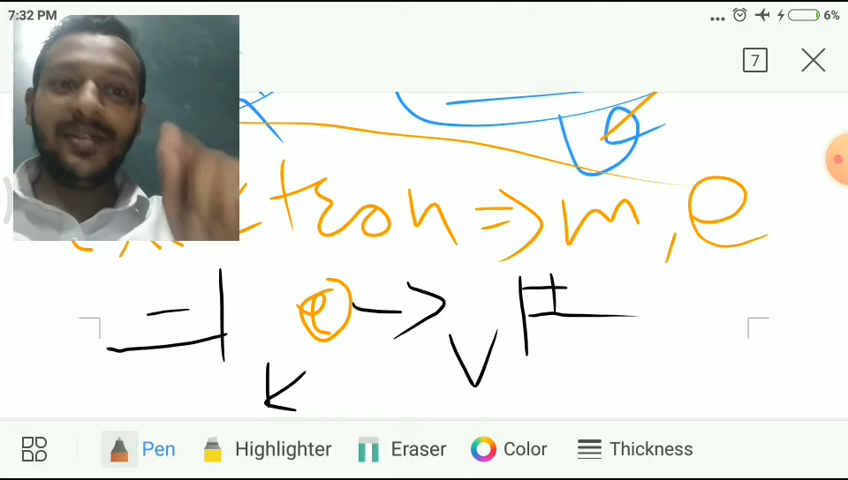 7:32 PM
6%
7
ctron => m, e
- e -> +
V
Pen Highlighter Eraser Color Thickness